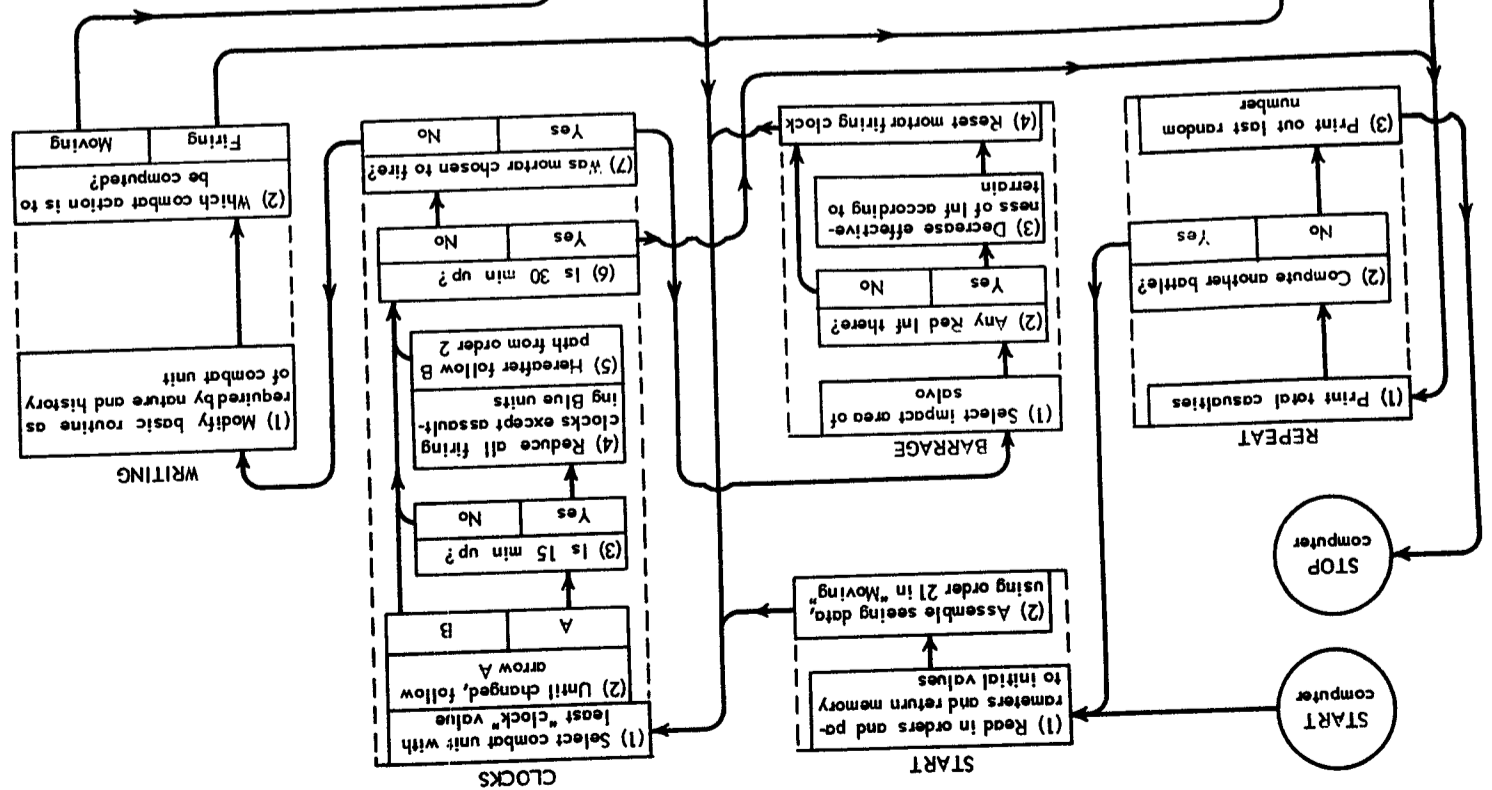 START
computer
STOP
computer
START
(1) Read in orders and pa-
rameters and return memory
to initial values
(2) Assemble seeing data,
using order 21 in "Moving"
CLOCKS
(1) Select combat unit with
least "clock" value
(2) Until changed, follow
arrow A
A
B
(3) Is 15 min up?
Yes
No
(4) Reduce all firing
clocks except assault-
ing Blue units
(5) Hereafter follow B
path from order 2
(6) Is 30 min up?
Yes
No
(7) Was mortar chosen to fire?
Yes
No
REPEAT
(1) Print total casualties
(2) Compute another battle?
No
Yes
(3) Print out last random
number
BARRAGE
(1) Select impact area of
salvo
(2) Any Red Inf there?
Yes
No
(3) Decrease effective-
ness of Inf according to
terrain
(4) Reset mortar firing clock
WRITING
(1) Modify basic routine as
required by nature and history
of combat unit
(2) Which combat action is to
be computed?
Firing
Moving